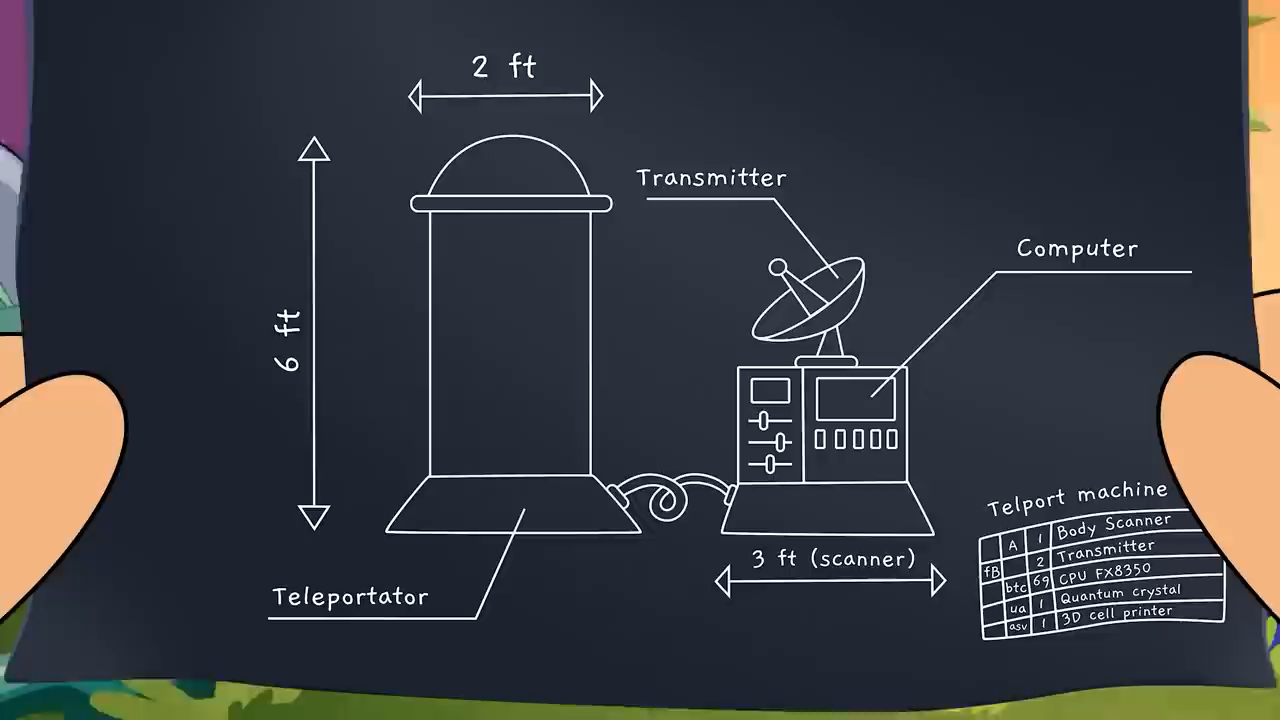 2 ft
Transmitter
Computer
6 ft
Telport machine
A 1 Body Scanner
fB 2 Transmitter
btc 69 CPU FX8350
ua 1 Quantum crystal
asv 1 3D cell printer
3 ft (scanner)
Teleportator